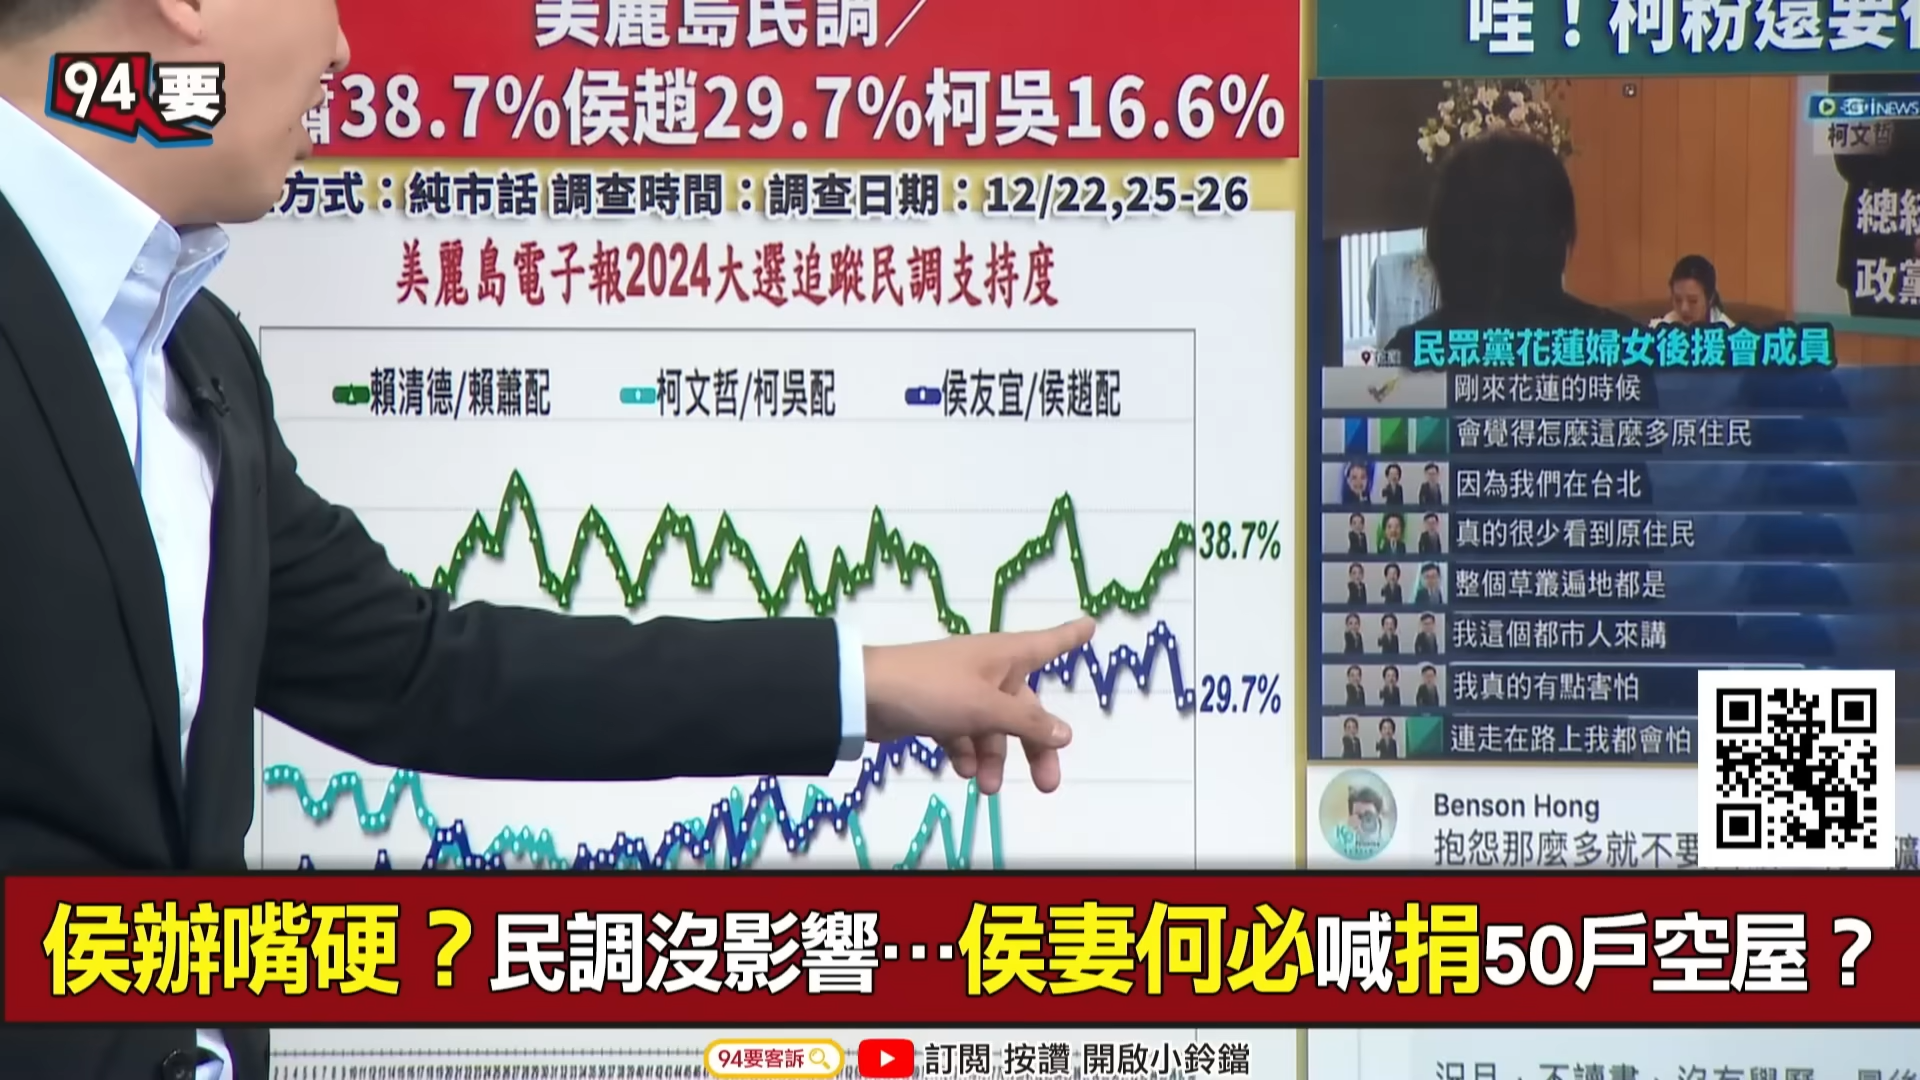 94要
美麗島民調／
38.7%侯趙29.7%柯吳16.6%
方式：純市話 調查時間：調查日期：12/22,25-26
美麗島電子報2024大選追蹤民調支持度
賴清德/賴蕭配
柯文哲/柯吳配
侯友宜/侯趙配
38.7%
29.7%
哇！柯粉還要
iNEWS
柯文哲
政黨
民眾黨花蓮婦女後援會成員
剛來花蓮的時候
會覺得怎麼這麼多原住民
因為我們在台北
真的很少看到原住民
整個草叢遍地都是
我這個都市人來講
我真的有點害怕
連走在路上我都會怕
Benson Hong
抱怨那麼多就不要
侯辦嘴硬？民調沒影響…侯妻何必喊捐50戶空屋？
94要客訴
訂閱 按讚 開啟小鈴鐺